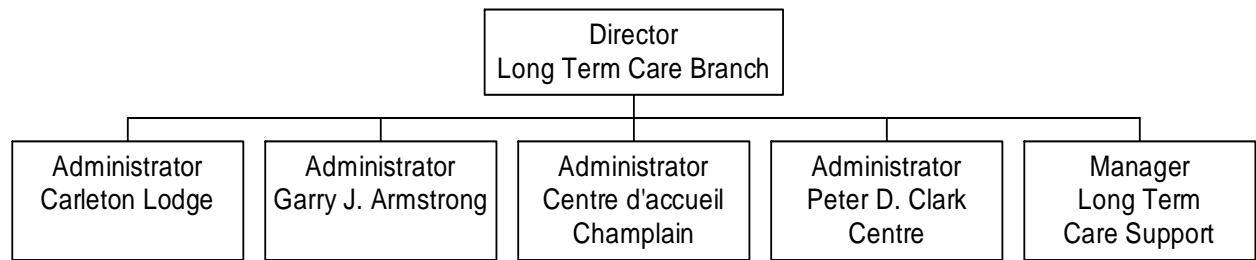 Director
Long Term Care Branch
Administrator
Carleton Lodge
Administrator
Garry J. Armstrong
Administrator
Centre d'accueil
Champlain
Administrator
Peter D. Clark
Centre
Manager
Long Term
Care Support